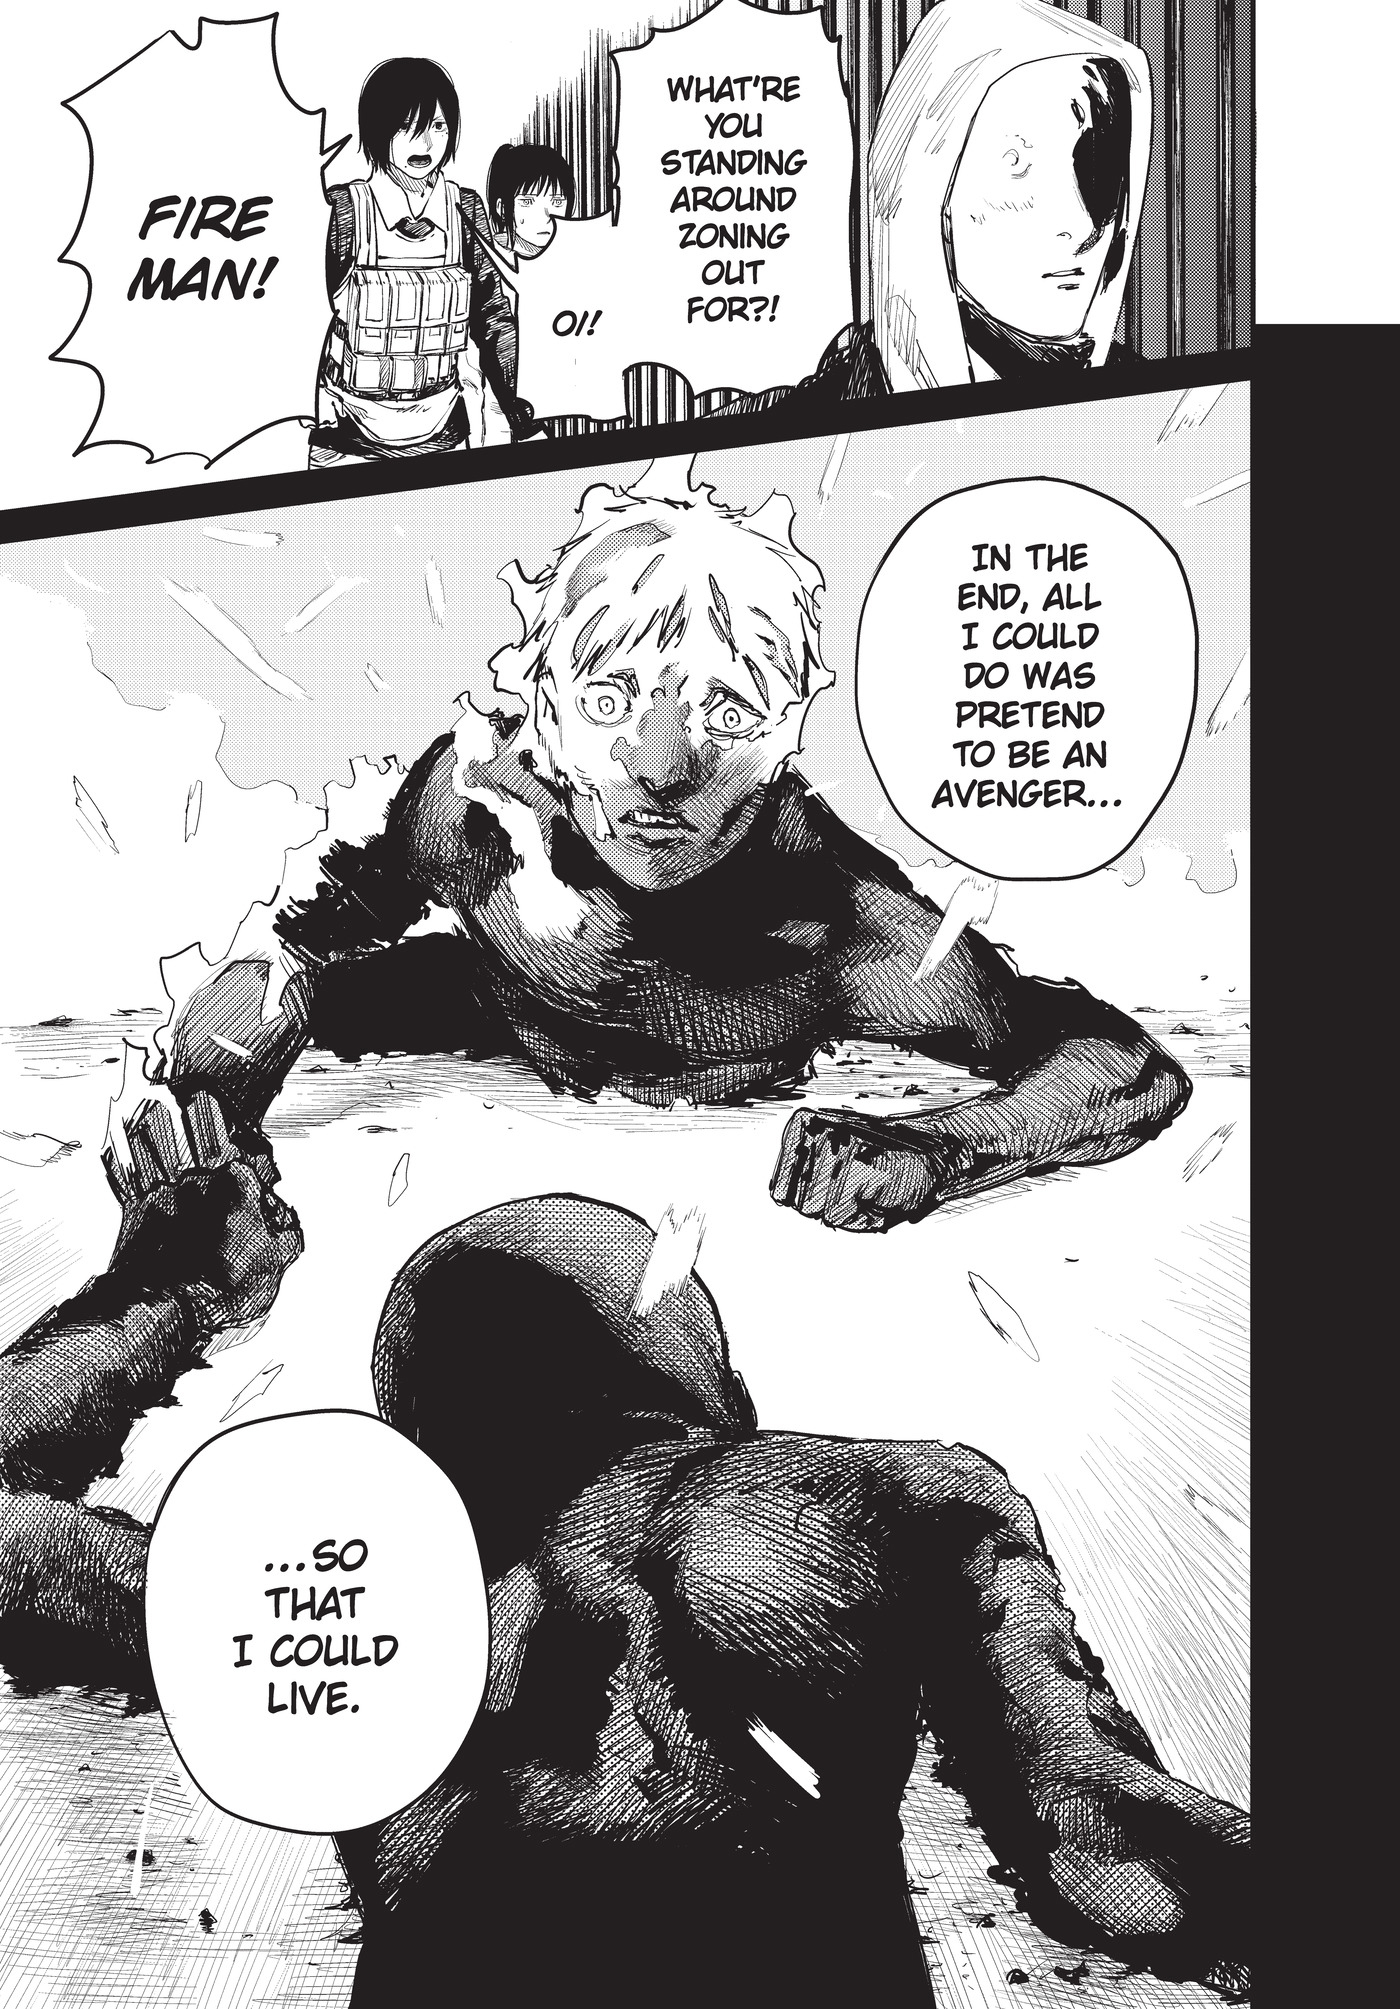 WHAT'RE
YOU
STANDING
AROUND
ZONING
OUT
FOR?!
OI!
FIRE
MAN!
IN THE
END, ALL
I COULD
DO WAS
PRETEND
TO BE AN
AVENGER...
...SO
THAT
I COULD
LIVE.